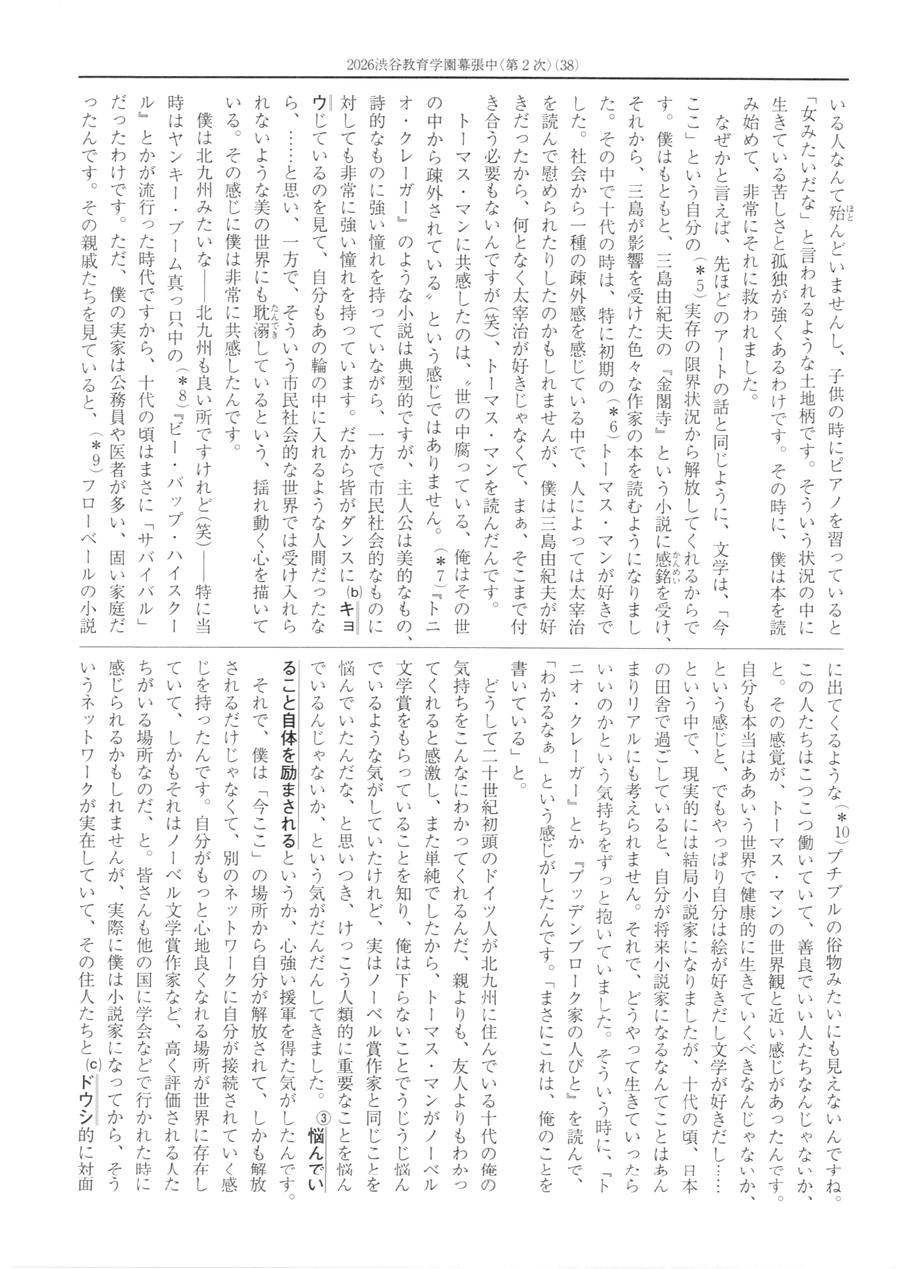 2026渋谷教育学園幕張中〈第2次〉(38)
いる人なんて殆んどいませんし、子供の時にピアノを習っていると
ほと
「女みたいだな」と言われるような土地柄です。そういう状況の中に
生きている苦しさと孤独が強くあるわけです。その時に、僕は本を読
み始めて、非常にそれに救われました。
なぜかと言えば、先ほどのアートの話と同じように、文学は、「今
ここ」という自分の（＊5）実存の限界状況から解放してくれるからで
す。僕はもともと、三島由紀夫の『金閣寺』という小説に感銘を受け、
かんめい
それから、三島が影響を受けた色々な作家の本を読むようになりまし
た。その中で十代の時は、特に初期の（＊6）トーマス・マンが好きで
した。社会から一種の疎外感を感じている中で、人によっては太宰治
を読んで慰められたりしたのかもしれませんが、僕は三島由紀夫が好
きだったから、何となく太宰治が好きじゃなくて、まぁ、そこまで付
き合う必要もないんですが（笑）、トーマス・マンを読んだんです。
トーマス・マンに共感したのは、〝世の中腐っている、俺はその世
の中から疎外されている〟という感じではありません。（＊7）『トニ
オ・クレーガー』のような小説は典型的ですが、主人公は美的なもの、
詩的なものに強い憧れを持っていながら、一方で市民社会的なものに
対しても非常に強い憧れを持っています。だから皆がダンスに(b)キョ
ウじているのを見て、自分もあの輪の中に入れるような人間だったな
ら、……と思い、一方で、そういう市民社会的な世界では受け入れら
れないような美の世界にも耽溺しているという、揺れ動く心を描いて
たんでき
いる。その感じに僕は非常に共感したんです。
僕は北九州みたいな――北九州も良い所ですけれど（笑）――特に当
時はヤンキー・ブーム真っ只中の（＊8）『ビー・バップ・ハイスクー
ル』とかが流行った時代ですから、十代の頃はまさに「サバイバル」
だったわけです。ただ、僕の実家は公務員や医者が多い、固い家庭だ
ったんです。その親戚たちを見ていると、（＊9）フローベールの小説
に出てくるような（＊10）プチブルの俗物みたいにも見えないんですね。
この人たちはこつこつ働いていて、善良でいい人たちなんじゃないか、
と。その感覚が、トーマス・マンの世界観と近い感じがあったんです。
自分も本当はああいう世界で健康的に生きていくべきなんじゃないか、
という感じと、でもやっぱり自分は絵が好きだし文学が好きだし……
という中で、現実的には結局小説家になりましたが、十代の頃、日本
の田舎で過ごしていると、自分が将来小説家になるなんてことはあん
まりリアルにも考えられません。それで、どうやって生きていったら
いいのかという気持ちをずっと抱いていました。そういう時に、『ト
ニオ・クレーガー』とか『ブッデンブローク家の人びと』を読んで、
「わかるなぁ」という感じがしたんです。「まさにこれは、俺のことを
書いている」と。
どうして二十世紀初頭のドイツ人が北九州に住んでいる十代の俺の
気持ちをこんなにわかってくれるんだ、親よりも、友人よりもわかっ
てくれると感激し、また単純でしたから、トーマス・マンがノーベル
文学賞をもらっていることを知り、俺は下らないことでうじうじ悩ん
でいるような気がしていたけれど、実はノーベル賞作家と同じことを
悩んでいたんだな、と思いつき、けっこう人類的に重要なことを悩ん
でいるんじゃないか、という気がだんだんしてきました。③悩んでい
ること自体を励まされるというか、心強い援軍を得た気がしたんです。
それで、僕は「今ここ」の場所から自分が解放されて、しかも解放
されるだけじゃなくて、別のネットワークに自分が接続されていく感
じを持ったんです。自分がもっと心地良くなれる場所が世界に存在し
ていて、しかもそれはノーベル文学賞作家など、高く評価される人た
ちがいる場所なのだ、と。皆さんも他の国に学会などで行かれた時に
感じられるかもしれませんが、実際に僕は小説家になってから、そう
いうネットワークが実在していて、その住人たちと(c)ドウシ的に対面